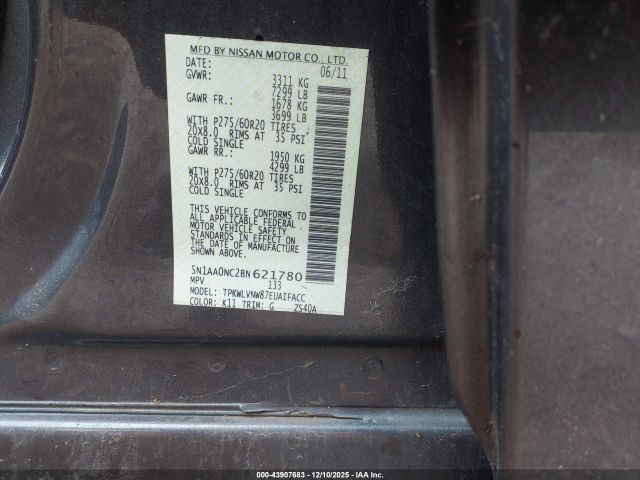 MFD BY NISSAN MOTOR CO., LTD.
DATE: 06/11
GVWR: 3311 KG
7299 LB
GAWR FR.: 1678 KG
3699 LB
WITH P275/60R20 TIRES
20X8.0 RIMS AT 35 PSI
COLD SINGLE
GAWR RR.: 1950 KG
4299 LB
WITH P275/60R20 TIRES
20X8.0 RIMS AT 35 PSI
COLD SINGLE
THIS VEHICLE CONFORMS TO
ALL APPLICABLE FEDERAL
MOTOR VEHICLE SAFETY
STANDARDS IN EFFECT ON
THE DATE OF MANUFACTURE
SHOWN ABOVE.
5N1AA0NC2BN621780
MPV 133
MODEL: TPKWLVNW87EUAIFACC
COLOR: K11 TRIM: G ZS40A
000-43907683 - 12/10/2025 - IAA Inc.